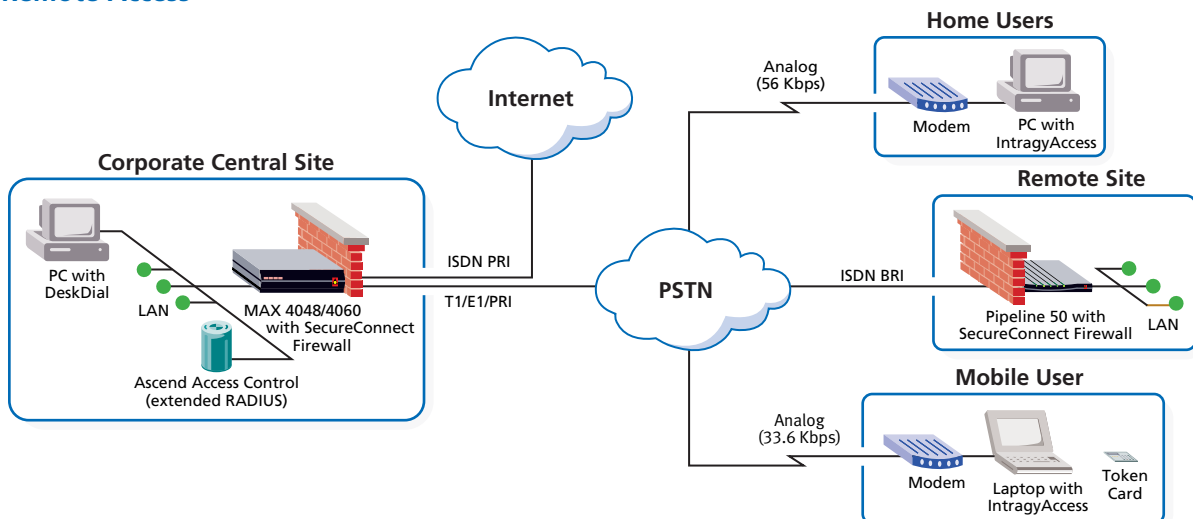 Remote Access
Internet
Corporate Central Site
PC with
DeskDial
LAN
MAX 4048/4060
with SecureConnect
Firewall
Ascend Access Control
(extended RADIUS)
ISDN PRI
T1/E1/PRI
PSTN
Home Users
Analog
(56 Kbps)
Modem
PC with
IntragyAccess
Remote Site
ISDN BRI
Pipeline 50 with
SecureConnect Firewall
LAN
Mobile User
Analog
(33.6 Kbps)
Modem
Laptop with
IntragyAccess
Token
Card